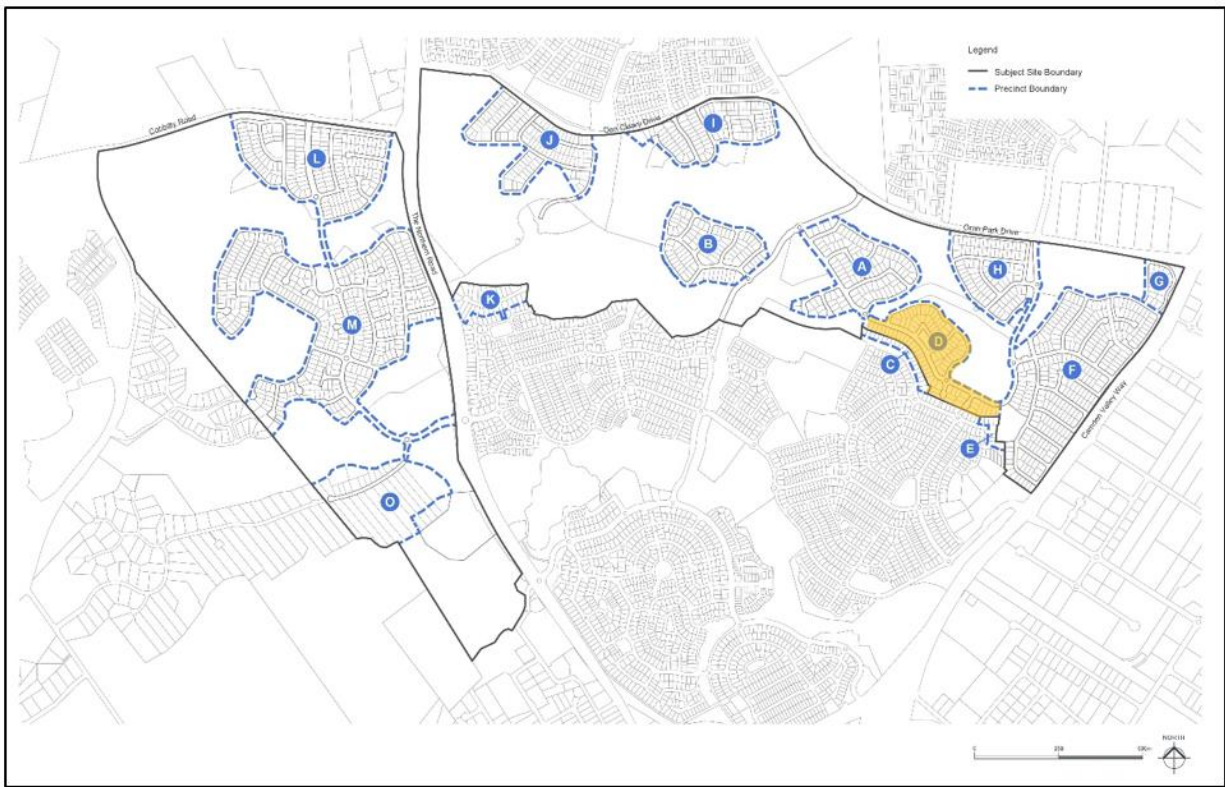 Legend
Subject Site Boundary
Precinct Boundary
Cobbitty Road
Dan Cleary Drive
The Northern Road
Oran Park Drive
Camden Valley Way
L
J
I
B
A
H
G
K
M
D
C
F
E
O
NORTH
0